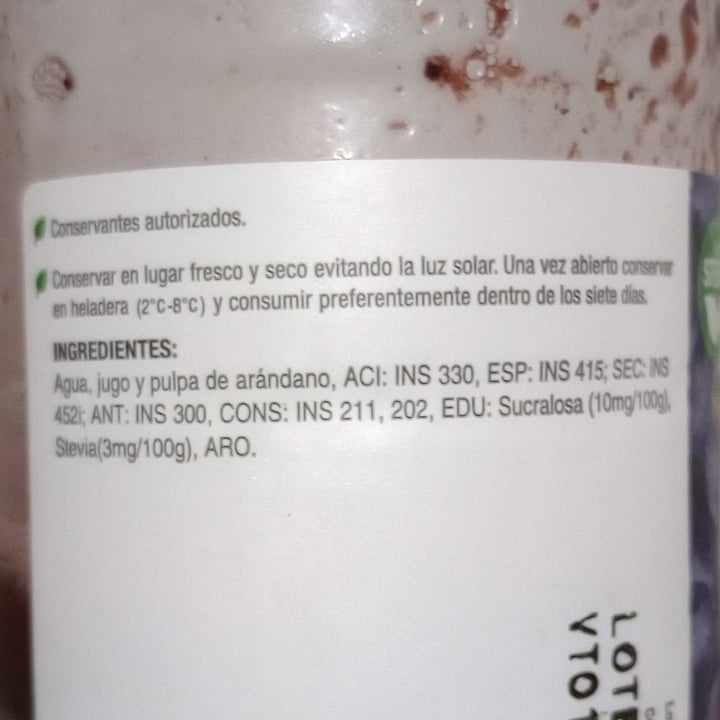 Conservantes autorizados.
Conservar en lugar fresco y seco evitando la luz solar. Una vez abierto conservar
en heladera (2°C-8°C) y consumir preferentemente dentro de los siete días.
INGREDIENTES:
Agua, jugo y pulpa de arándano, ACI: INS 330, ESP: INS 415; SEC: INS
452i; ANT: INS 300, CONS: INS 211, 202, EDU: Sucralosa (10mg/100g),
Stevia(3mg/100g), ARO.
LOTE
VTO